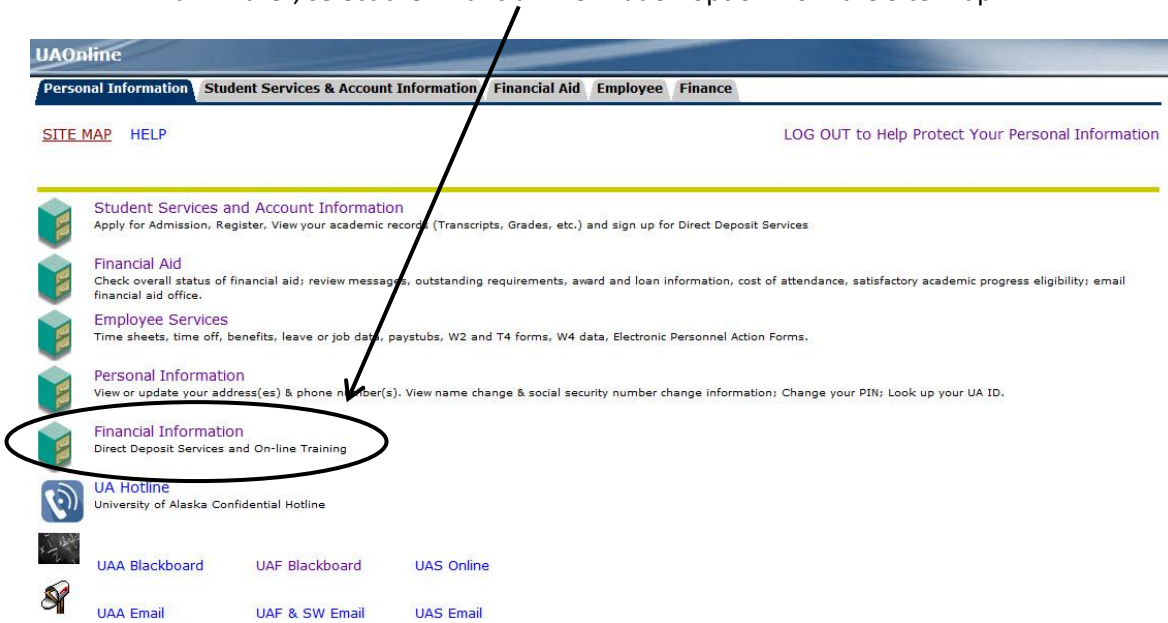 UAOnline
Personal Information Student Services & Account Information Financial Aid Employee Finance
SITE MAP HELP LOG OUT to Help Protect Your Personal Information
Student Services and Account Information
Apply for Admission, Register, View your academic records (Transcripts, Grades, etc.) and sign up for Direct Deposit Services
Financial Aid
Check overall status of financial aid; review messages, outstanding requirements, award and loan information, cost of attendance, satisfactory academic progress eligibility; email
financial aid office.
Employee Services
Time sheets, time off, benefits, leave or job data, paystubs, W2 and T4 forms, W4 data, Electronic Personnel Action Forms.
Personal Information
View or update your address(es) & phone number(s). View name change & social security number change information; Change your PIN; Look up your UA ID.
Financial Information
Direct Deposit Services and On-line Training
UA Hotline
University of Alaska Confidential Hotline
UAA Blackboard UAF Blackboard UAS Online
UAA Email UAF & SW Email UAS Email